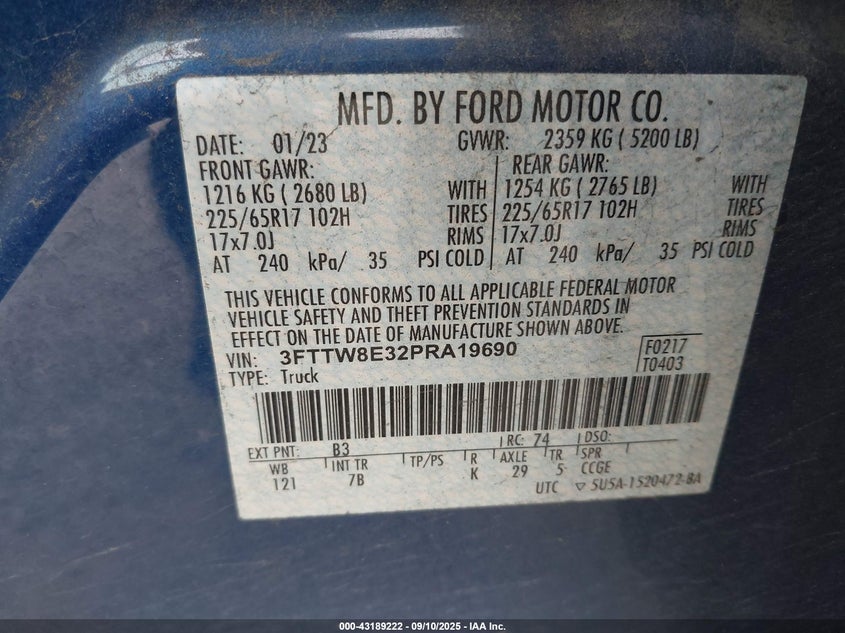 MFD. BY FORD MOTOR CO.
DATE: 01/23 GVWR: 2359 KG ( 5200 LB)
FRONT GAWR: REAR GAWR:
1216 KG ( 2680 LB) WITH 1254 KG ( 2765 LB) WITH
225/65R17 102H TIRES 225/65R17 102H TIRES
17x7.0J RIMS 17x7.0J RIMS
AT 240 kPa/ 35 PSI COLD AT 240 kPa/ 35 PSI COLD
THIS VEHICLE CONFORMS TO ALL APPLICABLE FEDERAL MOTOR
VEHICLE SAFETY AND THEFT PREVENTION STANDARDS IN
EFFECT ON THE DATE OF MANUFACTURE SHOWN ABOVE.
VIN: 3FTTW8E32PRA19690 F0217
TYPE: Truck T0403
EXT PNT: B3 RC: 74 DSO:
WB INT TR TP/PS R AXLE TR SPR
121 7B K 29 5 CCGE
UTC ▽ 5U5A-1520472-BA
000-43189222 - 09/10/2025 - IAA Inc.